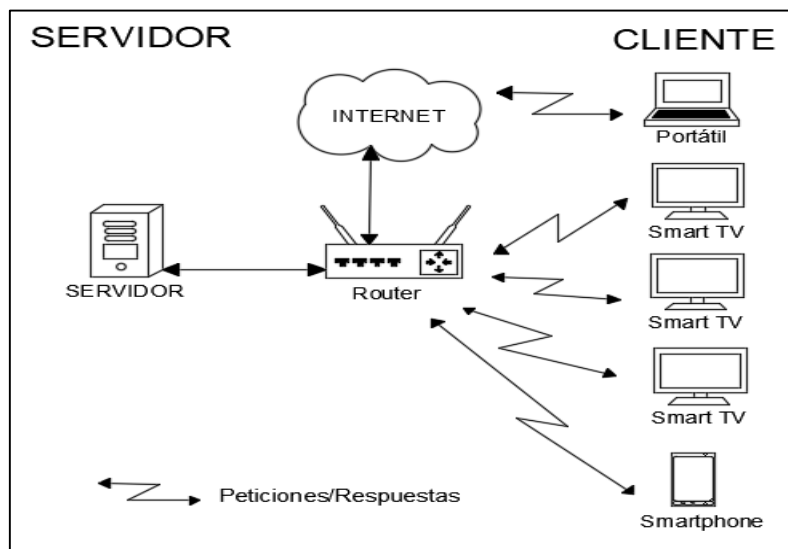 SERVIDOR
CLIENTE
INTERNET
Portátil
Smart TV
SERVIDOR
Router
Smart TV
Smart TV
Peticiones/Respuestas
Smartphone